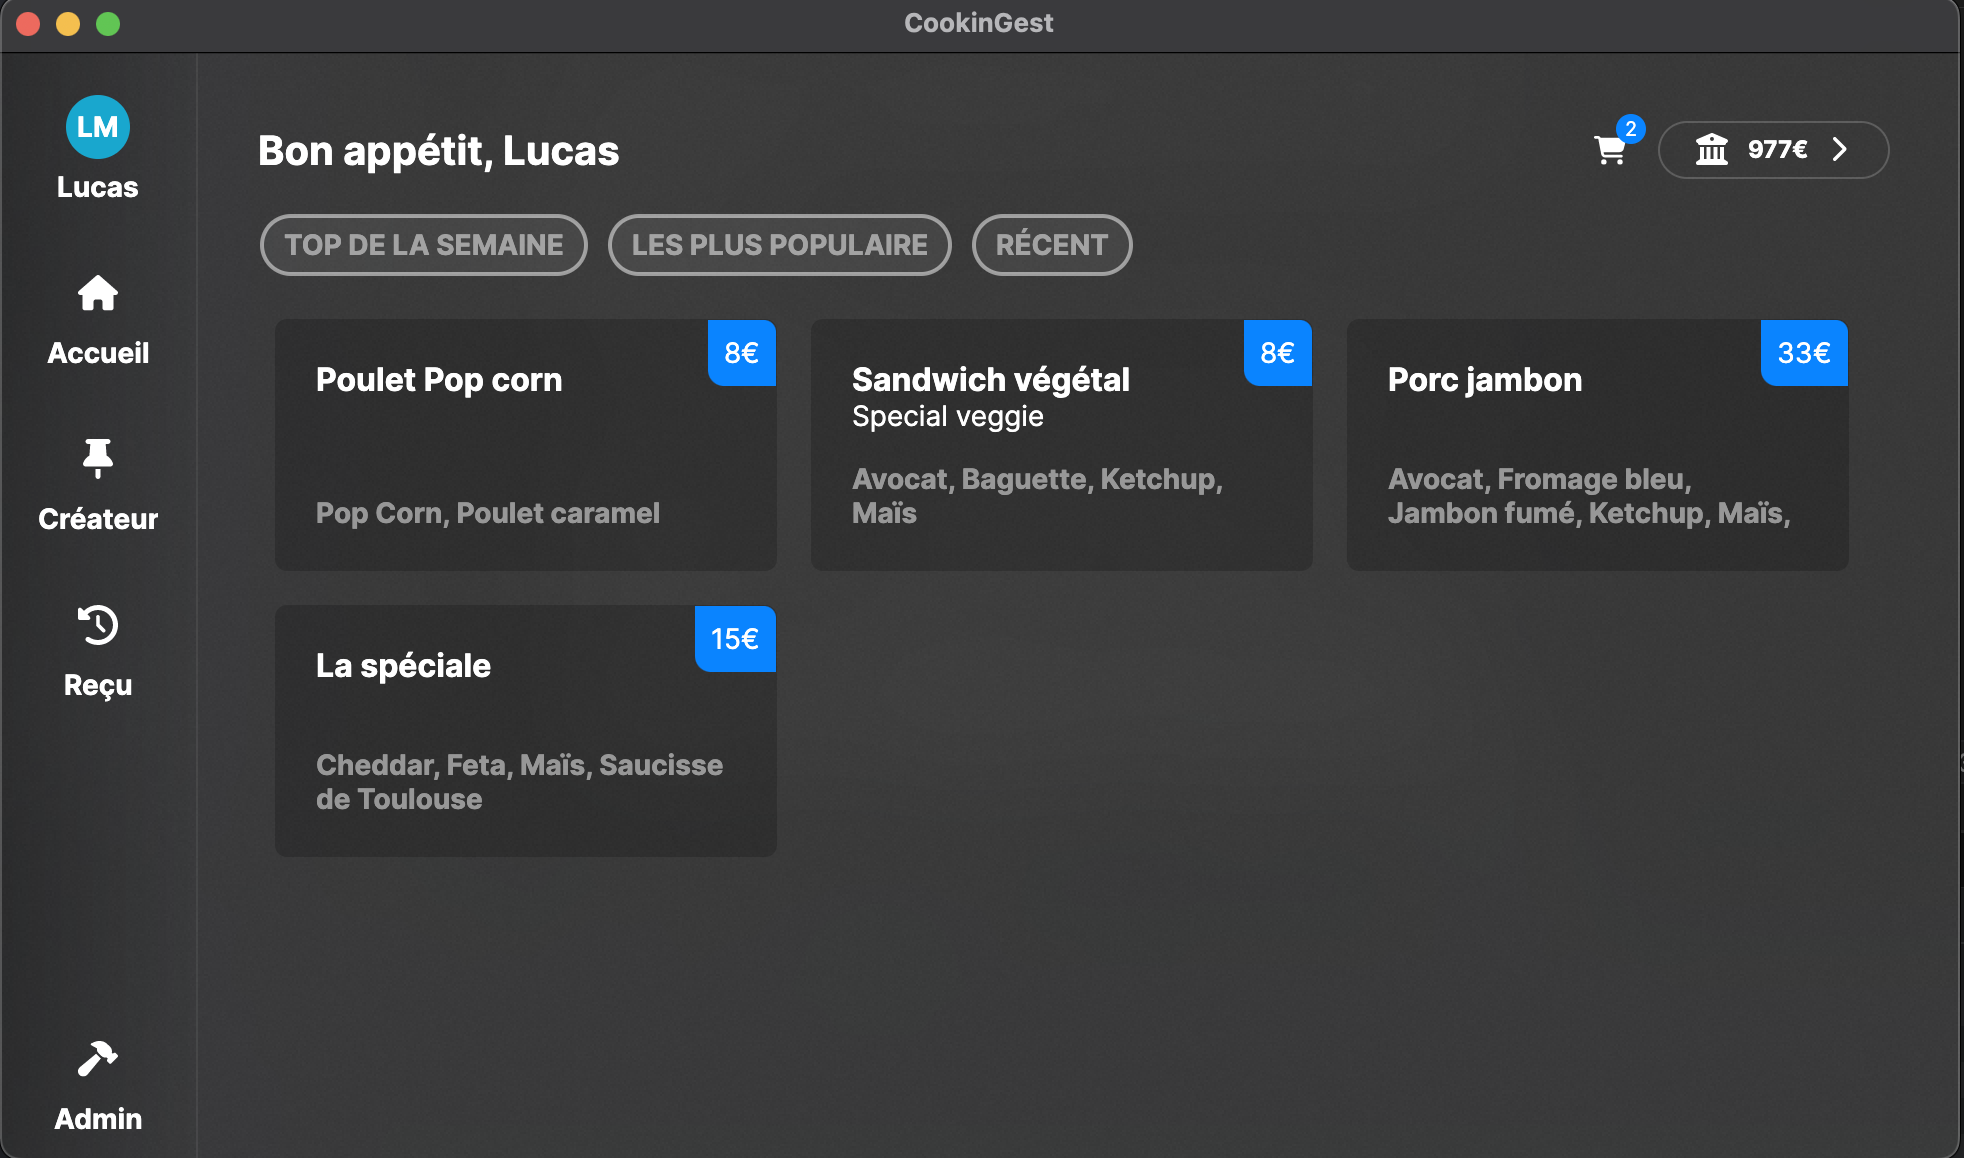 CookinGest
LM
Lucas
Accueil
Créateur
Reçu
Admin
Bon appétit, Lucas
2
977€
TOP DE LA SEMAINE
LES PLUS POPULAIRE
RÉCENT
8€
Poulet Pop corn
Pop Corn, Poulet caramel
8€
Sandwich végétal
Special veggie
Avocat, Baguette, Ketchup,
Maïs
33€
Porc jambon
Avocat, Fromage bleu,
Jambon fumé, Ketchup, Maïs,
15€
La spéciale
Cheddar, Feta, Maïs, Saucisse
de Toulouse